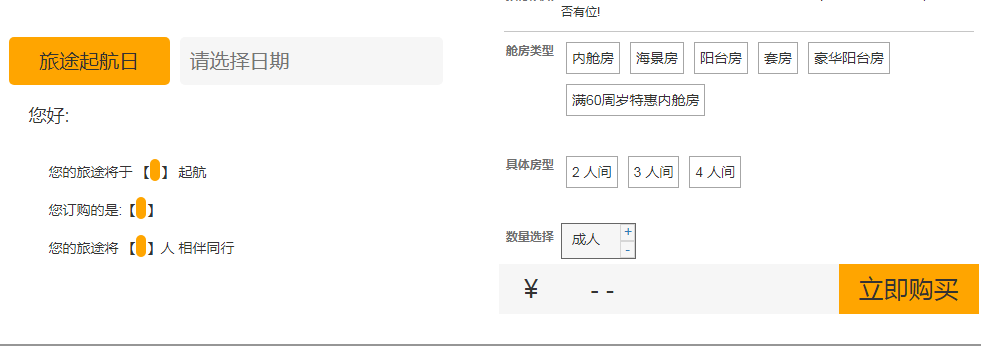 旅途起航日 请选择日期
您好:
您的旅途将于 【 】 起航
您订购的是:【 】
您的旅途将 【 】人 相伴同行
否有位!
舱房类型 内舱房 海景房 阳台房 套房 豪华阳台房
满60周岁特惠内舱房
具体房型 2 人间 3 人间 4 人间
数量选择 成人 + -
¥ - - 立即购买